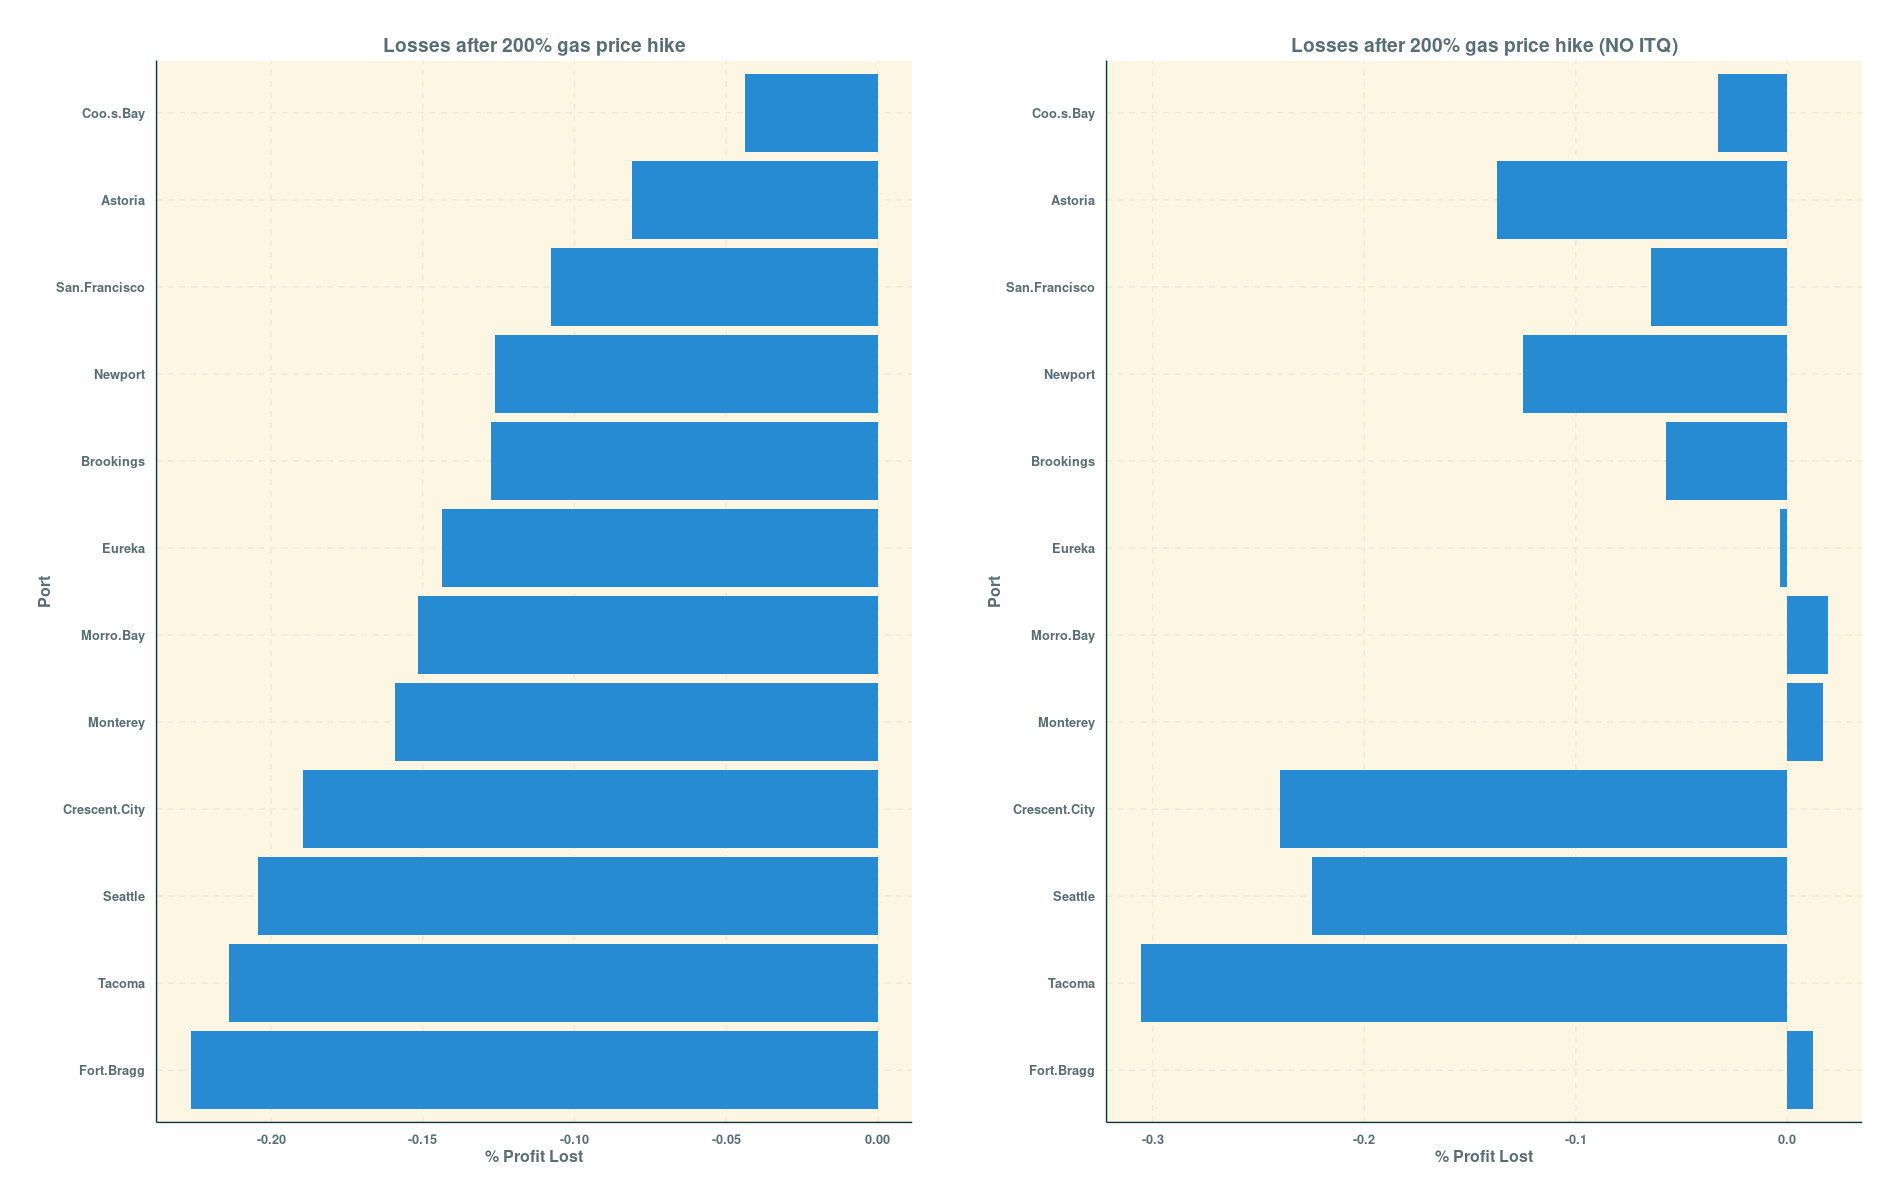 Losses after 200% gas price hike
Port
Coo.s.Bay
Astoria
San.Francisco
Newport
Brookings
Eureka
Morro.Bay
Monterey
Crescent.City
Seattle
Tacoma
Fort.Bragg
-0.20 -0.15 -0.10 -0.05 0.00
% Profit Lost
Losses after 200% gas price hike (NO ITQ)
Port
Coo.s.Bay
Astoria
San.Francisco
Newport
Brookings
Eureka
Morro.Bay
Monterey
Crescent.City
Seattle
Tacoma
Fort.Bragg
-0.3 -0.2 -0.1 0.0
% Profit Lost